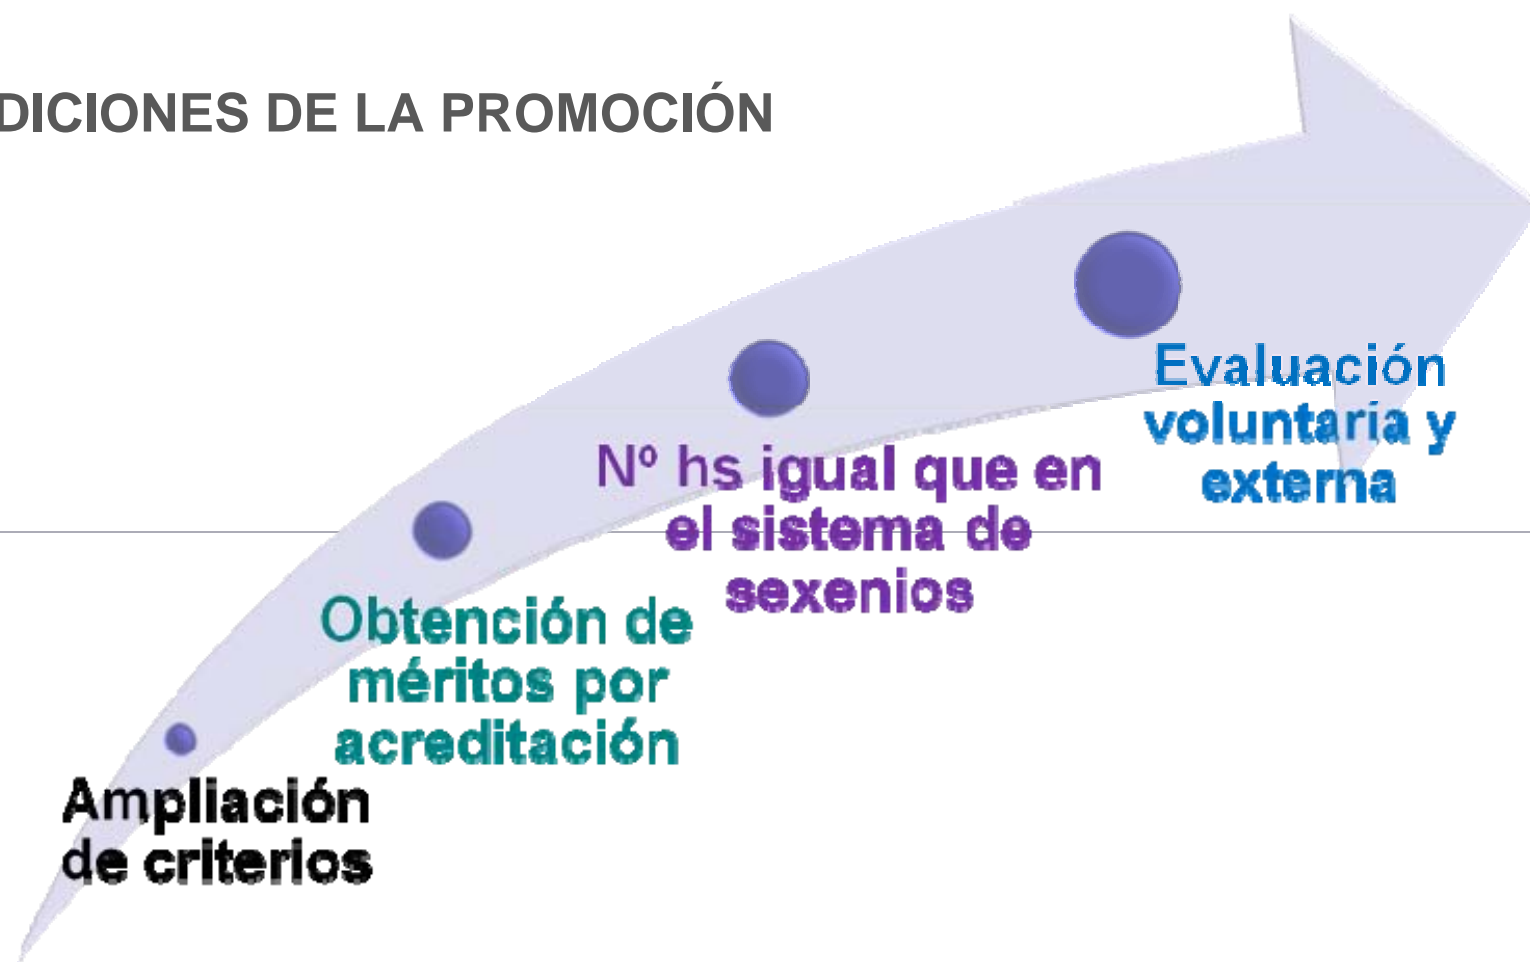 DICIONES DE LA PROMOCIÓN
Evaluación
voluntaria y
externa
Nº hs igual que en
el sistema de
sexenios
Obtención de
méritos por
acreditación
Ampliación
de criterios